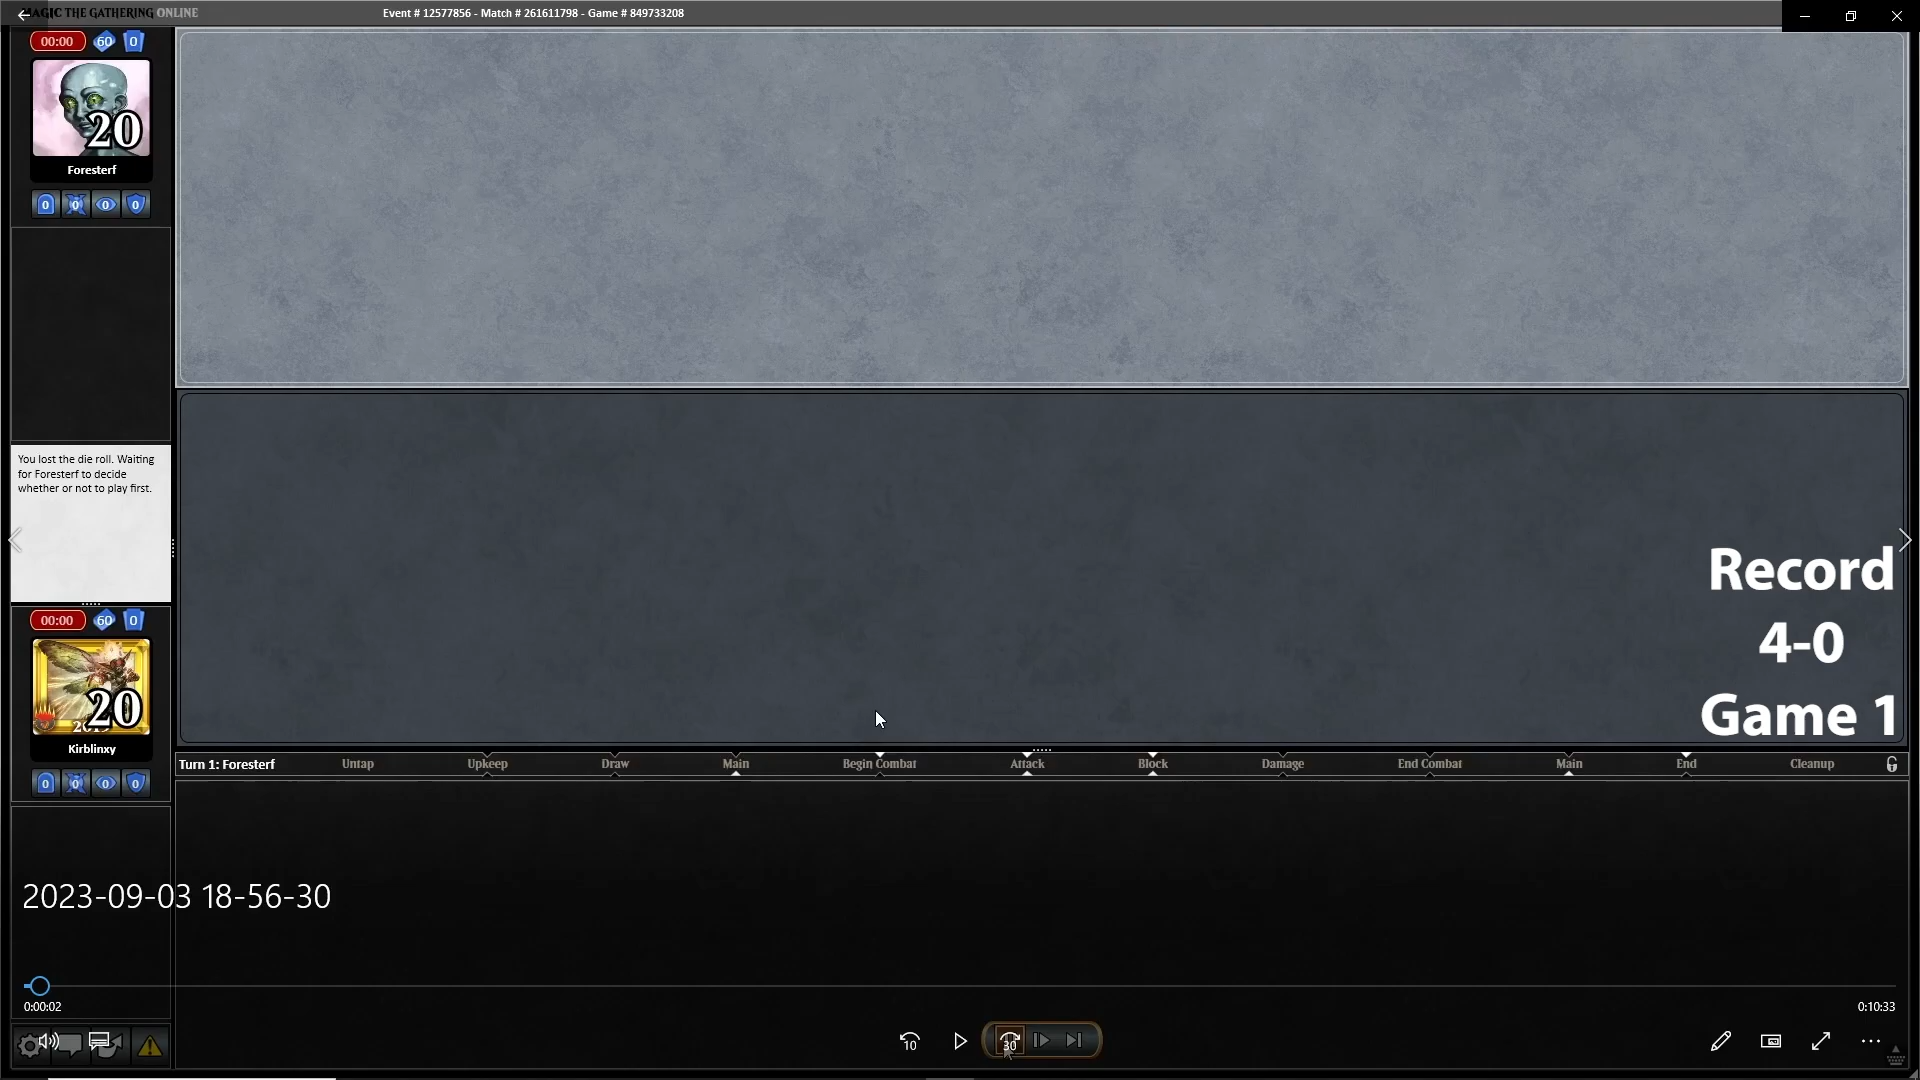 MAGIC THE GATHERING ONLINE
Event # 12577856 - Match # 261611798 - Game # 849733208
00:00 60 0
20
Foresterf
0 0 0 0
You lost the die roll. Waiting
for Foresterf to decide
whether or not to play first.
00:00 60 0
20
Kirblinxy
0 0 0 0
Record
4-0
Game 1
Turn 1: Foresterf Untap Upkeep Draw Main Begin Combat Attack Block Damage End Combat Main End Cleanup
2023-09-03 18-56-30
0:00:02 0:10:33
10 30